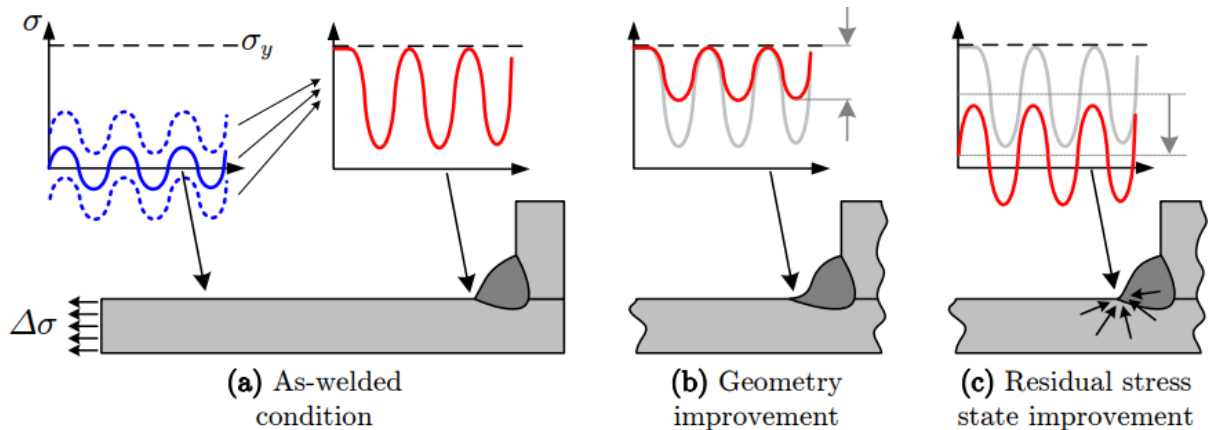 σ
σy
Δσ
(a) As-welded
condition
(b) Geometry
improvement
(c) Residual stress
state improvement